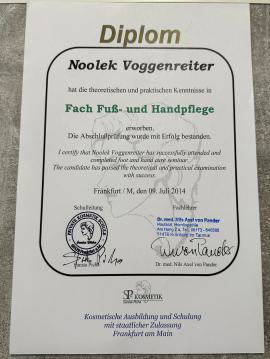 Diplom
Noolek Voggenreiter
hat die theoretischen und praktischen Kenntnisse in
Fach Fuß- und Handpflege
erworben.
Die Abschlußprüfung wurde mit Erfolg bestanden.
I certify that Noolek Voggenreiter has successfully attended and
completed foot and hand care seminar.
The candidate has passed the theoretical and practical examination
with success.
Frankfurt / M, den 09. Juli 2014
Schulleitung
Fachlehrer
Dr. med. Nils Axel von Pander
Dr. med. Nils Axel von Pander
KOSMETIK
Kosmetische Ausbildung und Schulung
mit staatlicher Zulassung
Frankfurt am Main